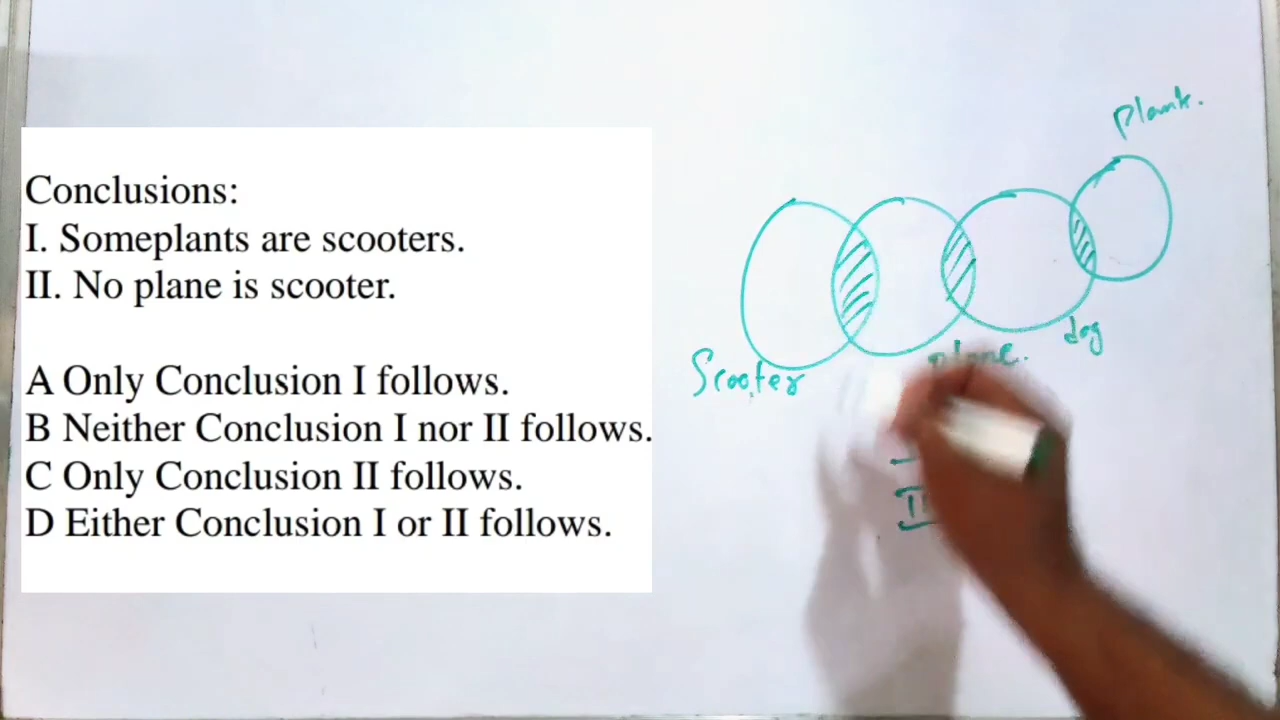 Conclusions:
I. Someplants are scooters.
II. No plane is scooter.
A Only Conclusion I follows.
B Neither Conclusion I nor II follows.
C Only Conclusion II follows.
D Either Conclusion I or II follows.
plant.
dog
plane.
Scooter